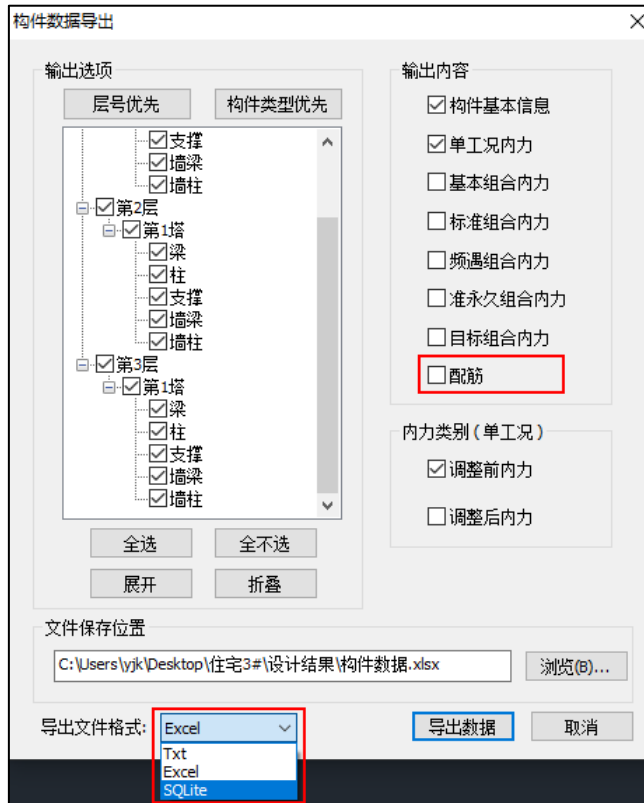 构件数据导出
输出选项
层号优先 构件类型优先
支撑
墙梁
墙柱
第2层
第1塔
梁
柱
支撑
墙梁
墙柱
第3层
第1塔
梁
柱
支撑
墙梁
墙柱
全选 全不选
展开 折叠
输出内容
构件基本信息
单工况内力
基本组合内力
标准组合内力
频遇组合内力
准永久组合内力
目标组合内力
配筋
内力类别(单工况)
调整前内力
调整后内力
文件保存位置
C:\Users\yjk\Desktop\住宅3#\设计结果\构件数据.xlsx 浏览(B)...
导出文件格式: Excel 导出数据 取消
Txt
Excel
SQLite